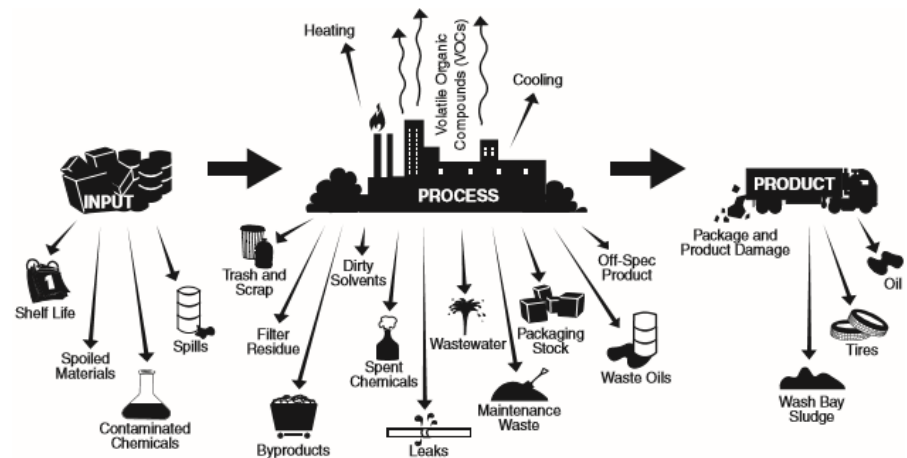 Heating
Volatile Organic
Compounds (VOCs)
Cooling
INPUT
PROCESS
PRODUCT
Shelf Life
1
Spoiled
Materials
Contaminated
Chemicals
Spills
Trash and
Scrap
Filter
Residue
Byproducts
Dirty
Solvents
Spent
Chemicals
Leaks
Wastewater
Maintenance
Waste
Packaging
Stock
Off-Spec
Product
Waste Oils
Package and
Product Damage
Wash Bay
Sludge
Tires
Oil